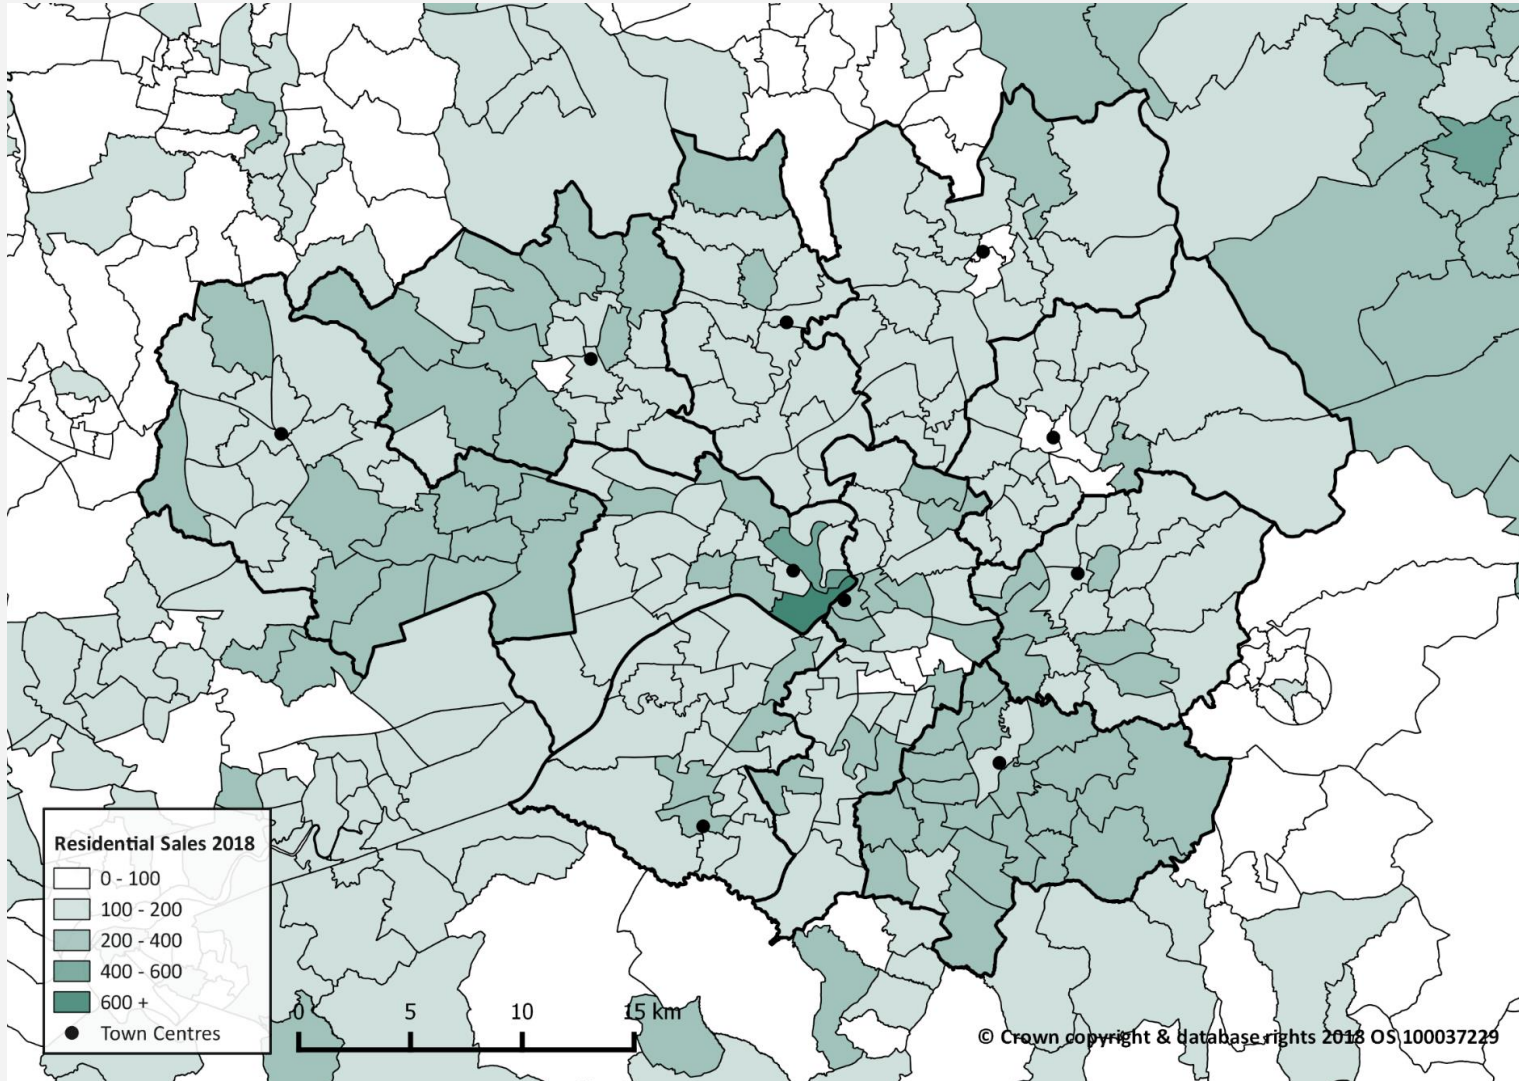 Residential Sales 2018
0 - 100
100 - 200
200 - 400
400 - 600
600 +
Town Centres
0 5 10 15 km
© Crown copyright & database rights 2018 OS 100037229